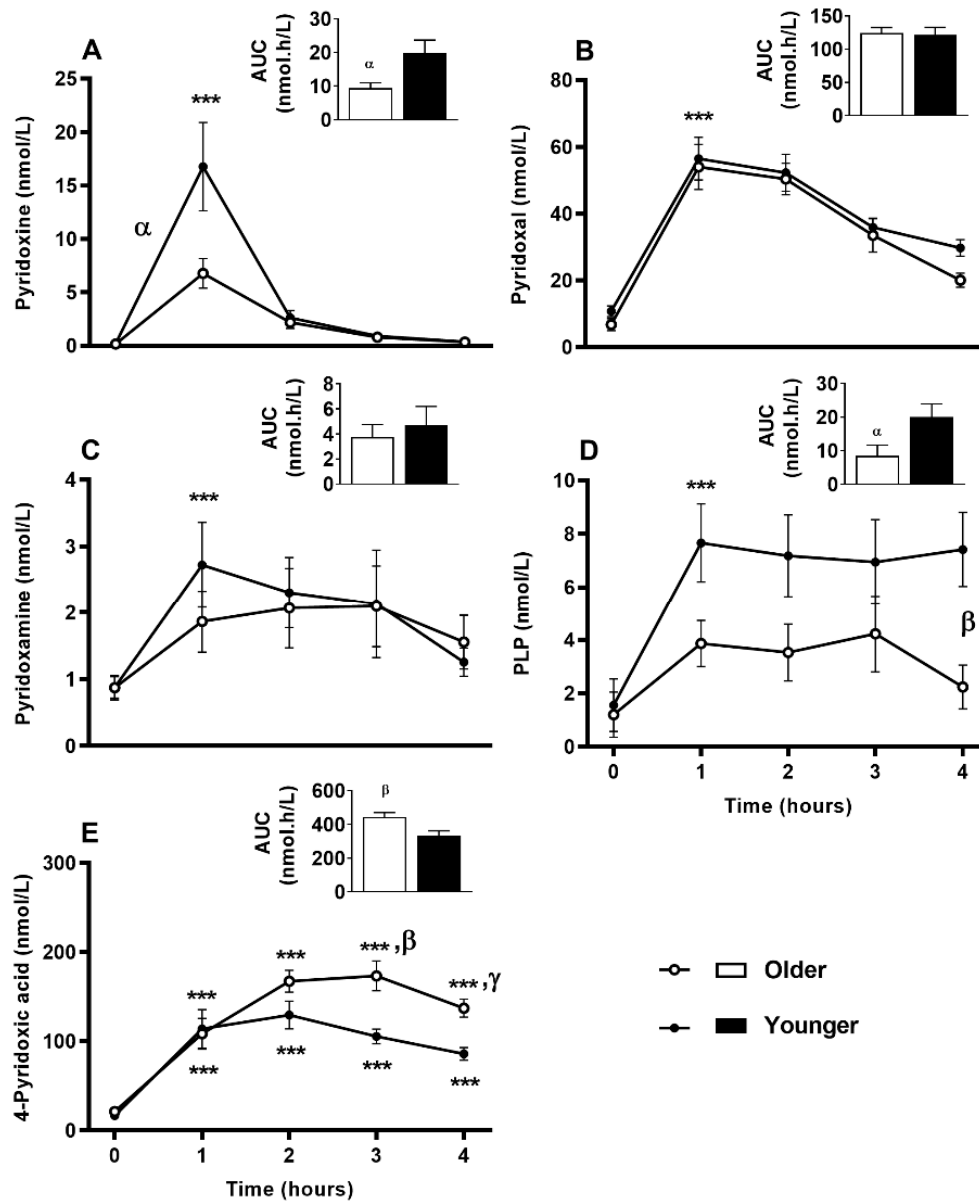 A
Pyridoxine (nmol/L)
25
20
15
10
5
0
***
α
AUC
(nmol.h/L)
30
20
10
0
α
B
Pyridoxal (nmol/L)
80
60
40
20
0
***
AUC
(nmol.h/L)
150
100
50
0
C
Pyridoxamine (nmol/L)
4
3
2
1
0
***
AUC
(nmol.h/L)
8
6
4
2
0
D
PLP (nmol/L)
10
8
6
4
2
0
***
β
AUC
(nmol.h/L)
30
20
10
0
α
0 1 2 3 4
Time (hours)
E
4-Pyridoxic acid (nmol/L)
300
200
100
0
*** *** ***,β ***,γ
*** *** *** ***
AUC
(nmol.h/L)
600
400
200
0
β
0 1 2 3 4
Time (hours)
Older
Younger